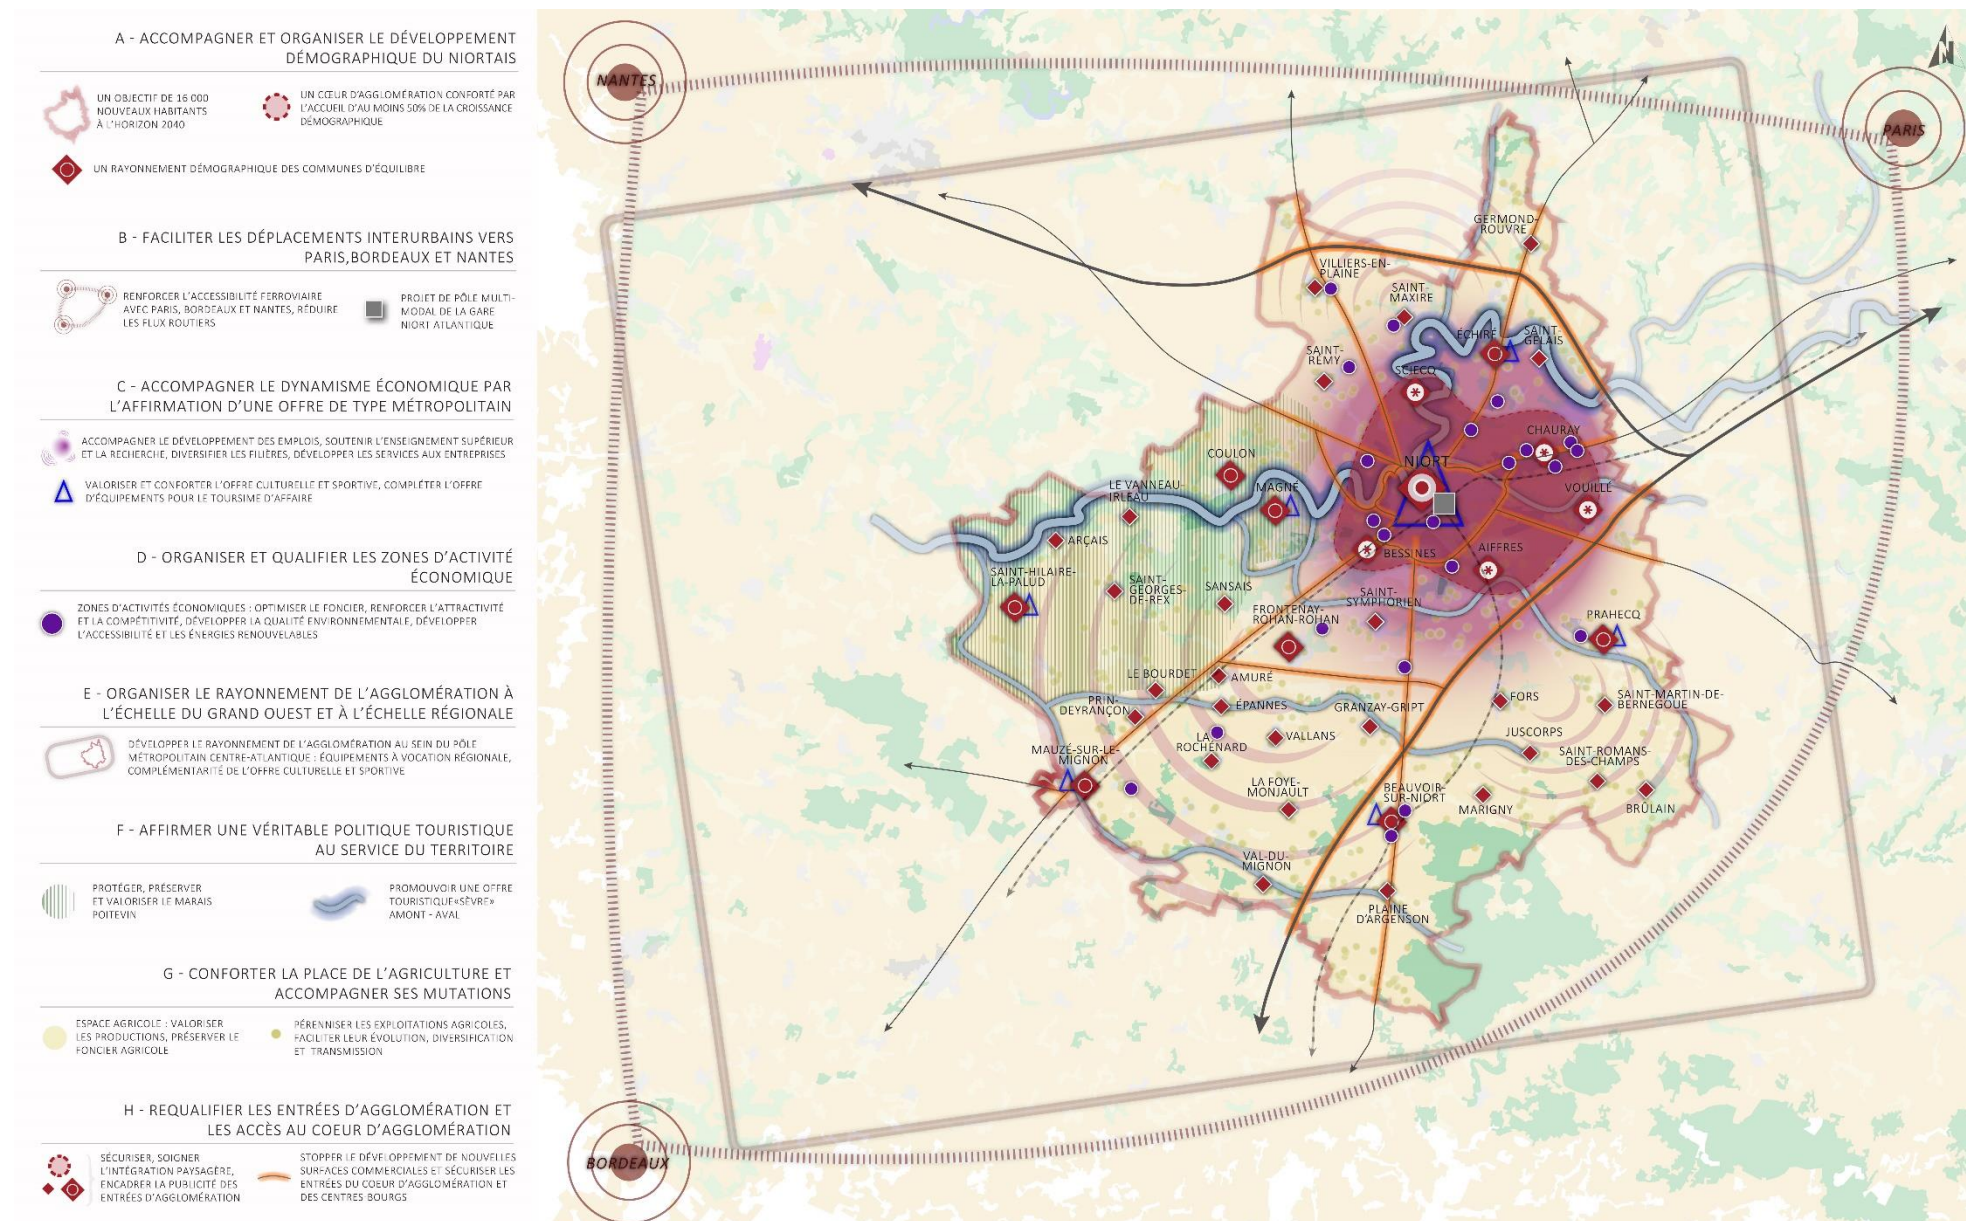 A - ACCOMPAGNER ET ORGANISER LE DÉVELOPPEMENT
DÉMOGRAPHIQUE DU NIORTAIS
UN OBJECTIF DE 16 000
NOUVEAUX HABITANTS
À L'HORIZON 2040
UN CŒUR D'AGGLOMÉRATION CONFORTÉ PAR
L'ACCUEIL D'AU MOINS 50% DE LA CROISSANCE
DÉMOGRAPHIQUE
UN RAYONNEMENT DÉMOGRAPHIQUE DES COMMUNES D'ÉQUILIBRE
B - FACILITER LES DÉPLACEMENTS INTERURBAINS VERS
PARIS,BORDEAUX ET NANTES
RENFORCER L'ACCESSIBILITÉ FERROVIAIRE
AVEC PARIS, BORDEAUX ET NANTES, RÉDUIRE
LES FLUX ROUTIERS
PROJET DE PÔLE MULTI-
MODAL DE LA GARE
NIORT ATLANTIQUE
C - ACCOMPAGNER LE DYNAMISME ÉCONOMIQUE PAR
L'AFFIRMATION D'UNE OFFRE DE TYPE MÉTROPOLITAIN
ACCOMPAGNER LE DÉVELOPPEMENT DES EMPLOIS, SOUTENIR L'ENSEIGNEMENT SUPÉRIEUR
ET LA RECHERCHE, DIVERSIFIER LES FILIÈRES, DÉVELOPPER LES SERVICES AUX ENTREPRISES
VALORISER ET CONFORTER L'OFFRE CULTURELLE ET SPORTIVE, COMPLÉTER L'OFFRE
D'ÉQUIPEMENTS POUR LE TOURSIME D'AFFAIRE
D - ORGANISER ET QUALIFIER LES ZONES D'ACTIVITÉ
ÉCONOMIQUE
ZONES D'ACTIVITÉS ÉCONOMIQUES : OPTIMISER LE FONCIER, RENFORCER L'ATTRACTIVITÉ
ET LA COMPÉTITIVITÉ, DÉVELOPPER LA QUALITÉ ENVIRONNEMENTALE, DÉVELOPPER
L'ACCESSIBILITÉ ET LES ÉNERGIES RENOUVELABLES
E - ORGANISER LE RAYONNEMENT DE L'AGGLOMÉRATION À
L'ÉCHELLE DU GRAND OUEST ET À L'ÉCHELLE RÉGIONALE
DÉVELOPPER LE RAYONNEMENT DE L'AGGLOMÉRATION AU SEIN DU PÔLE
MÉTROPOLITAIN CENTRE-ATLANTIQUE : ÉQUIPEMENTS À VOCATION RÉGIONALE,
COMPLÉMENTARITÉ DE L'OFFRE CULTURELLE ET SPORTIVE
F - AFFIRMER UNE VÉRITABLE POLITIQUE TOURISTIQUE
AU SERVICE DU TERRITOIRE
PROTÉGER, PRÉSERVER
ET VALORISER LE MARAIS
POITEVIN
PROMOUVOIR UNE OFFRE
TOURISTIQUE«SÈVRE»
AMONT - AVAL
G - CONFORTER LA PLACE DE L'AGRICULTURE ET
ACCOMPAGNER SES MUTATIONS
ESPACE AGRICOLE : VALORISER
LES PRODUCTIONS, PRÉSERVER LE
FONCIER AGRICOLE
PÉRENNISER LES EXPLOITATIONS AGRICOLES,
FACILITER LEUR ÉVOLUTION, DIVERSIFICATION
ET TRANSMISSION
H - REQUALIFIER LES ENTRÉES D'AGGLOMÉRATION ET
LES ACCÈS AU COEUR D'AGGLOMÉRATION
SÉCURISER, SOIGNER
L'INTÉGRATION PAYSAGÈRE,
ENCADRER LA PUBLICITÉ DES
ENTRÉES D'AGGLOMÉRATION
STOPPER LE DÉVELOPPEMENT DE NOUVELLES
SURFACES COMMERCIALES ET SÉCURISER LES
ENTRÉES DU COEUR D'AGGLOMÉRATION ET
DES CENTRES-BOURGS
N
NANTES
PARIS
GERMOND-
ROUVRE
VILLIERS-EN-
PLAINE
SAINT-
MAXIRE
ÉCHIRÉ
SAINT-
GELAIS
SAINT-
RÉMY
SCIECQ
CHAURAY
COULON
NIORT
LE VANNEAU-
IRLEAU
MAGNÉ
VOUILLÉ
ARÇAIS
BESSINES
AIFFRES
SAINT-HILAIRE-
LA-PALUD
SAINT-
GEORGES-
DE-REX
SANSAIS
SAINT-
SYMPHORIEN
FRONTENAY-
ROHAN-ROHAN
PRAHECQ
LE BOURDET
AMURÉ
PRIN-
DEYRANÇON
ÉPANNES
GRANZAY-GRIPT
FORS
SAINT-MARTIN-DE-
BERNEGOUE
LA
ROCHÉNARD
VALLANS
JUSCORPS
MAUZÉ-SUR-LE-
MIGNON
SAINT-ROMANS-
DES-CHAMPS
LA FOYE-
MONJAULT
BEAUVOIR-
SUR-NIORT
MARIGNY
BRÛLAIN
VAL-DU-
MIGNON
PLAINE
D'ARGENSON
BORDEAUX